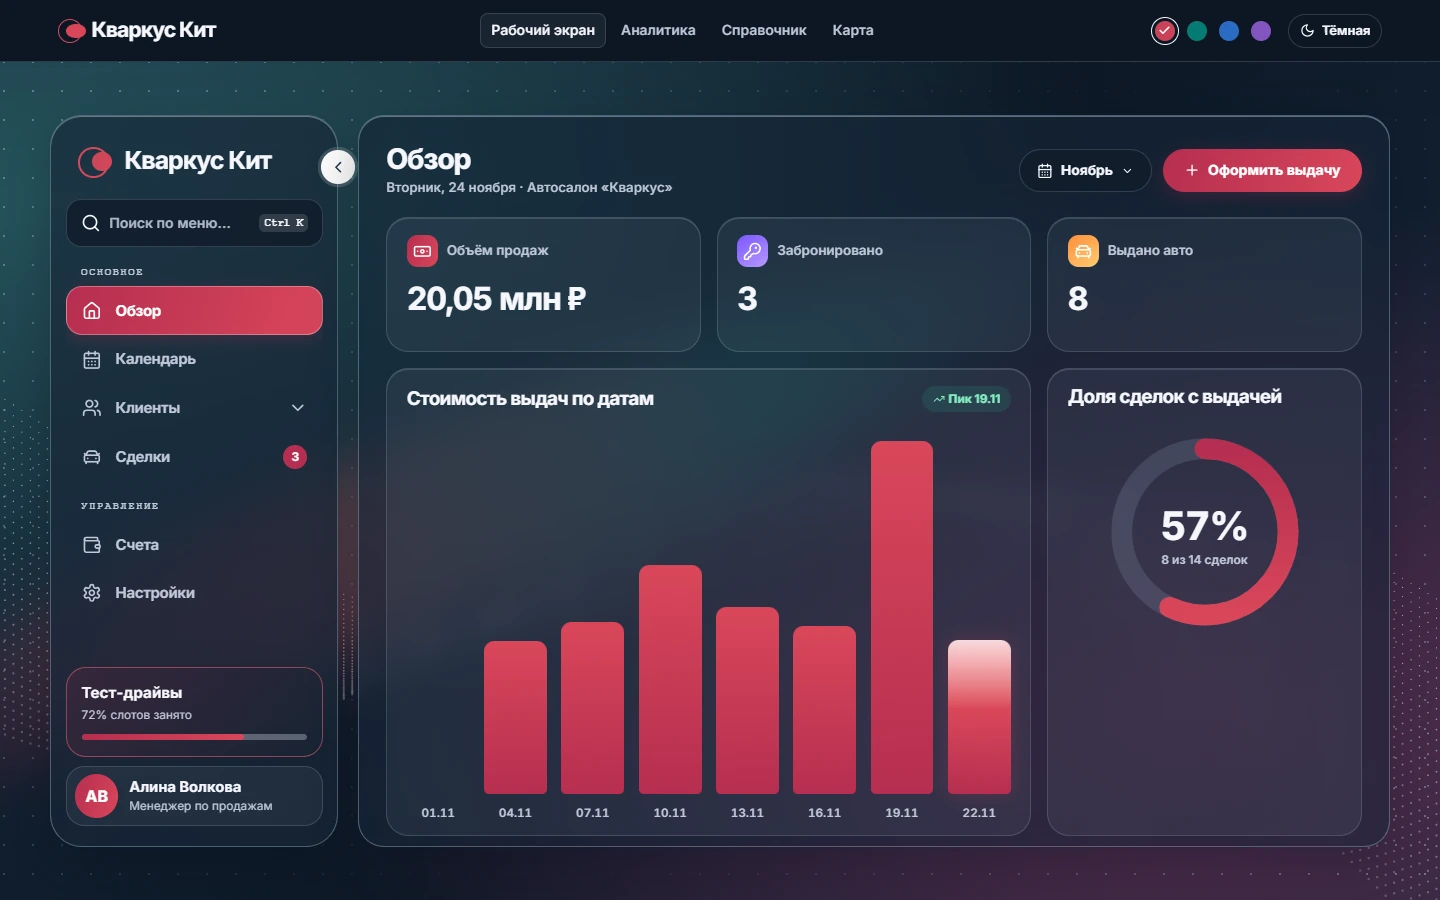 Кваркус Кит
Рабочий экран
Аналитика
Справочник
Карта
Тёмная
Кваркус Кит
Поиск по меню...
Ctrl K
ОСНОВНОЕ
Обзор
Календарь
Клиенты
Сделки
3
УПРАВЛЕНИЕ
Счета
Настройки
Тест-драйвы
72% слотов занято
АВ
Алина Волкова
Менеджер по продажам
Обзор
Вторник, 24 ноября · Автосалон «Кваркус»
Ноябрь
Оформить выдачу
Объём продаж
20,05 млн ₽
Забронировано
3
Выдано авто
8
Стоимость выдач по датам
Пик 19.11
01.11
04.11
07.11
10.11
13.11
16.11
19.11
22.11
Доля сделок с выдачей
57%
8 из 14 сделок